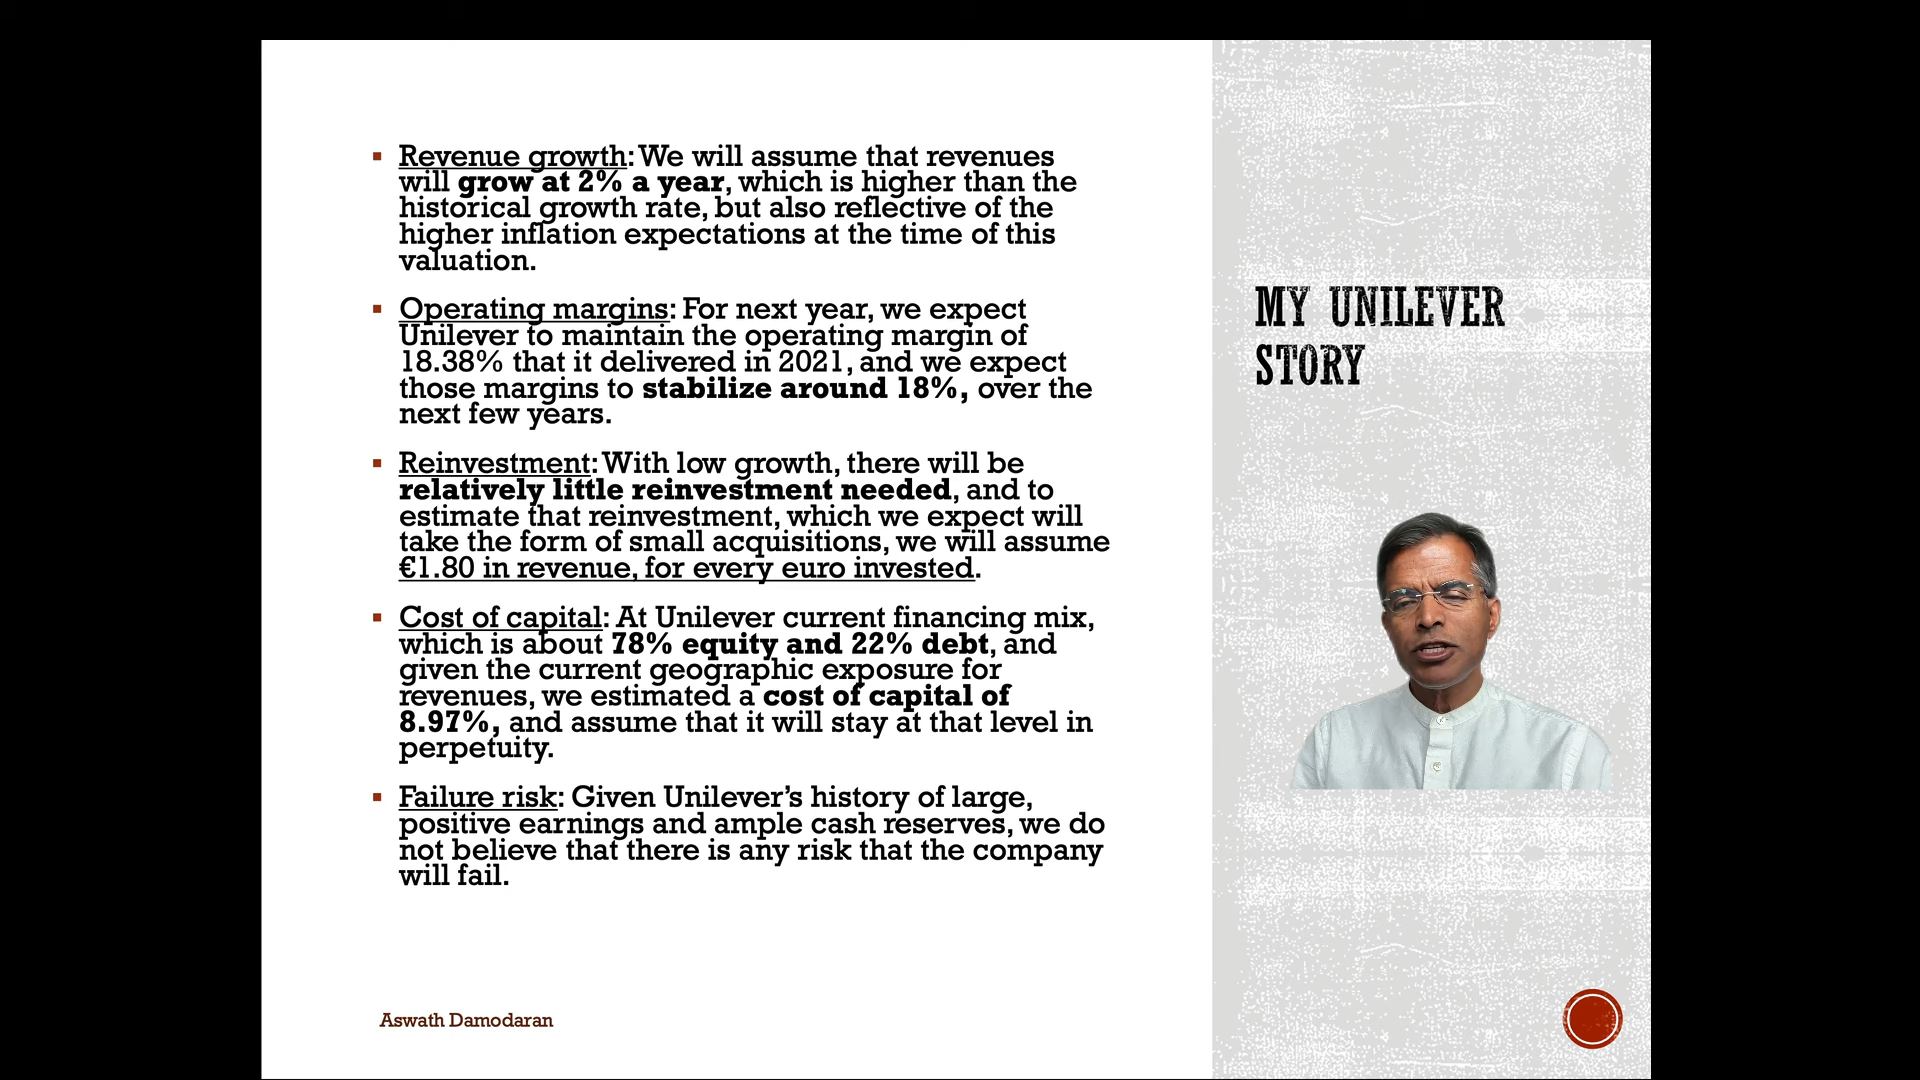 Revenue growth: We will assume that revenues
will grow at 2% a year, which is higher than the
historical growth rate, but also reflective of the
higher inflation expectations at the time of this
valuation.
Operating margins: For next year, we expect
Unilever to maintain the operating margin of
18.38% that it delivered in 2021, and we expect
those margins to stabilize around 18%, over the
next few years.
Reinvestment: With low growth, there will be
relatively little reinvestment needed, and to
estimate that reinvestment, which we expect will
take the form of small acquisitions, we will assume
€1.80 in revenue, for every euro invested.
Cost of capital: At Unilever current financing mix,
which is about 78% equity and 22% debt, and
given the current geographic exposure for
revenues, we estimated a cost of capital of
8.97%, and assume that it will stay at that level in
perpetuity.
Failure risk: Given Unilever’s history of large,
positive earnings and ample cash reserves, we do
not believe that there is any risk that the company
will fail.
Aswath Damodaran
MY UNILEVER
STORY